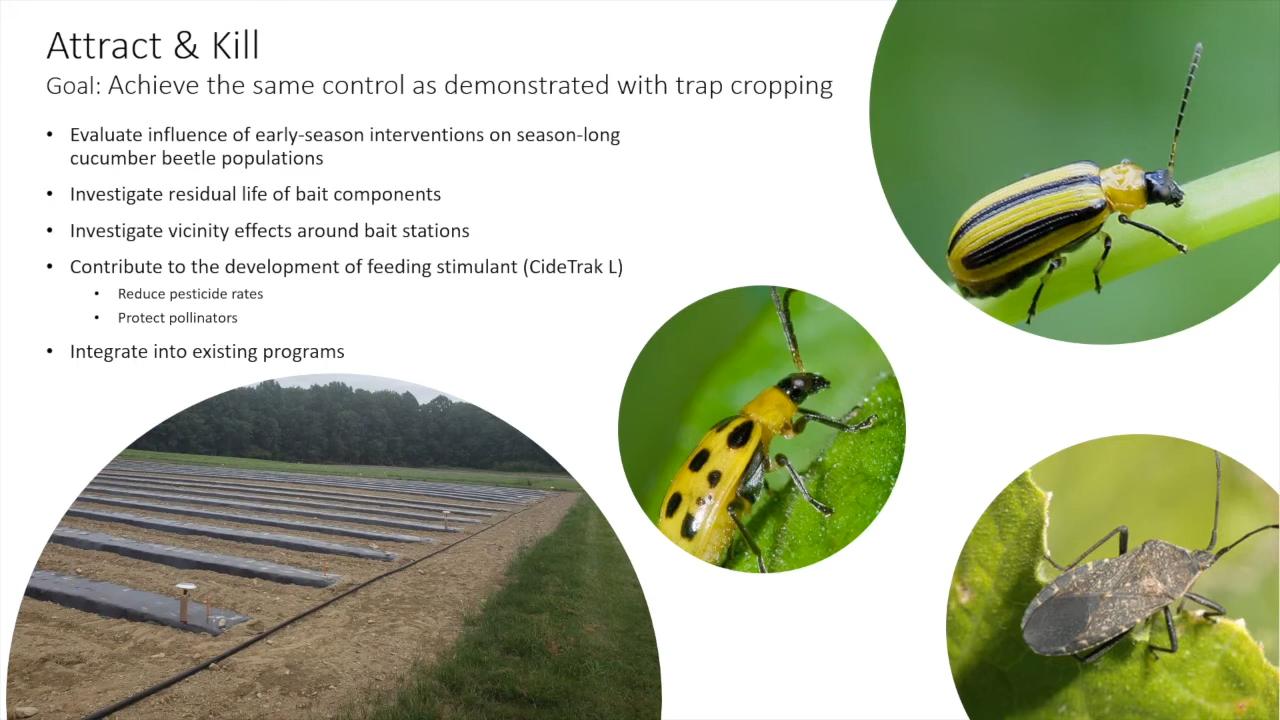 Attract & Kill
Goal: Achieve the same control as demonstrated with trap cropping
• Evaluate influence of early-season interventions on season-long
cucumber beetle populations
• Investigate residual life of bait components
• Investigate vicinity effects around bait stations
• Contribute to the development of feeding stimulant (CideTrak L)
• Reduce pesticide rates
• Protect pollinators
• Integrate into existing programs